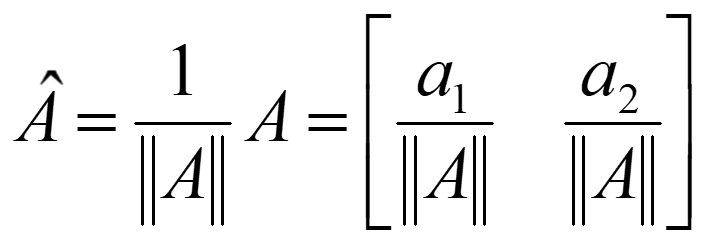 Â = 1/‖A‖ A = [ a₁/‖A‖ a₂/‖A‖ ]